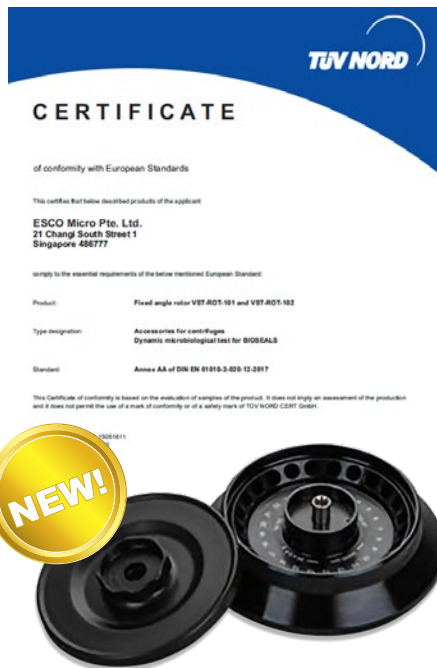 TÜV NORD
CERTIFICATE
of conformity with European Standards
This certifies that below described products of the applicant
ESCO Micro Pte. Ltd.
21 Changi South Street 1
Singapore 486777
comply to the essential requirements of the below mentioned European Standard:
Product: Fixed angle rotor VST-ROT-101 and VST-ROT-102
Type designation: Accessories for centrifuges
Dynamic microbiological test for BIOSEALS
Standard: Annex AA of DIN EN 61010-2-020:12-2017
This Certificate of conformity is based on the evaluation of samples of the product. It does not imply an assessment of the production
and it does not permit the use of a mark of conformity or of a safety mark of TÜV NORD CERT GmbH.
NEW!